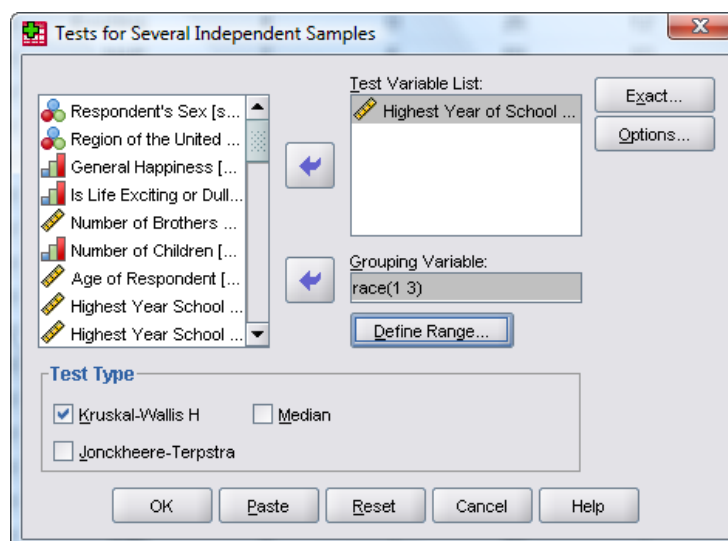 Tests for Several Independent Samples
Respondent's Sex [s...
Region of the United ...
General Happiness [...
Is Life Exciting or Dull...
Number of Brothers ...
Number of Children [...
Age of Respondent [...
Highest Year School ...
Highest Year School ...
Test Variable List:
Highest Year of School ...
Exact...
Options...
Grouping Variable:
race(1 3)
Define Range...
Test Type
Kruskal-Wallis H
Median
Jonckheere-Terpstra
OK
Paste
Reset
Cancel
Help